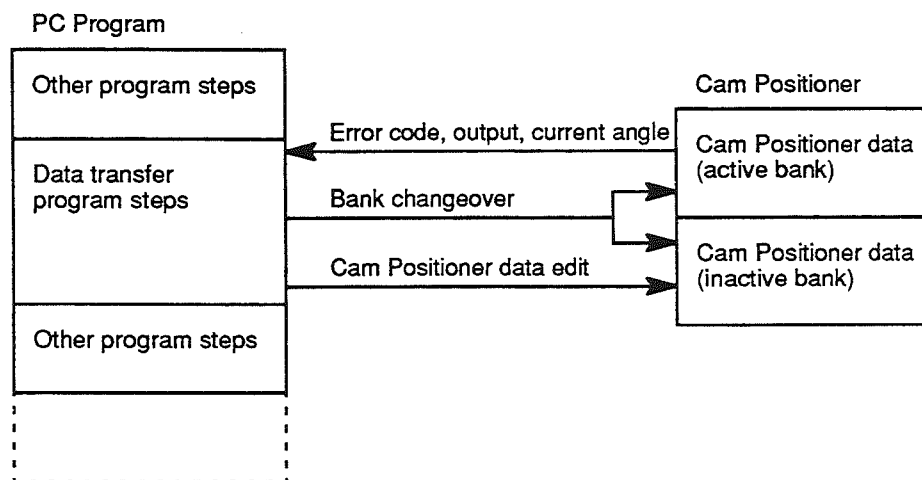 PC Program
Other program steps
Data transfer
program steps
Other program steps
Error code, output, current angle
Bank changeover
Cam Positioner data edit
Cam Positioner
Cam Positioner data
(active bank)
Cam Positioner data
(inactive bank)